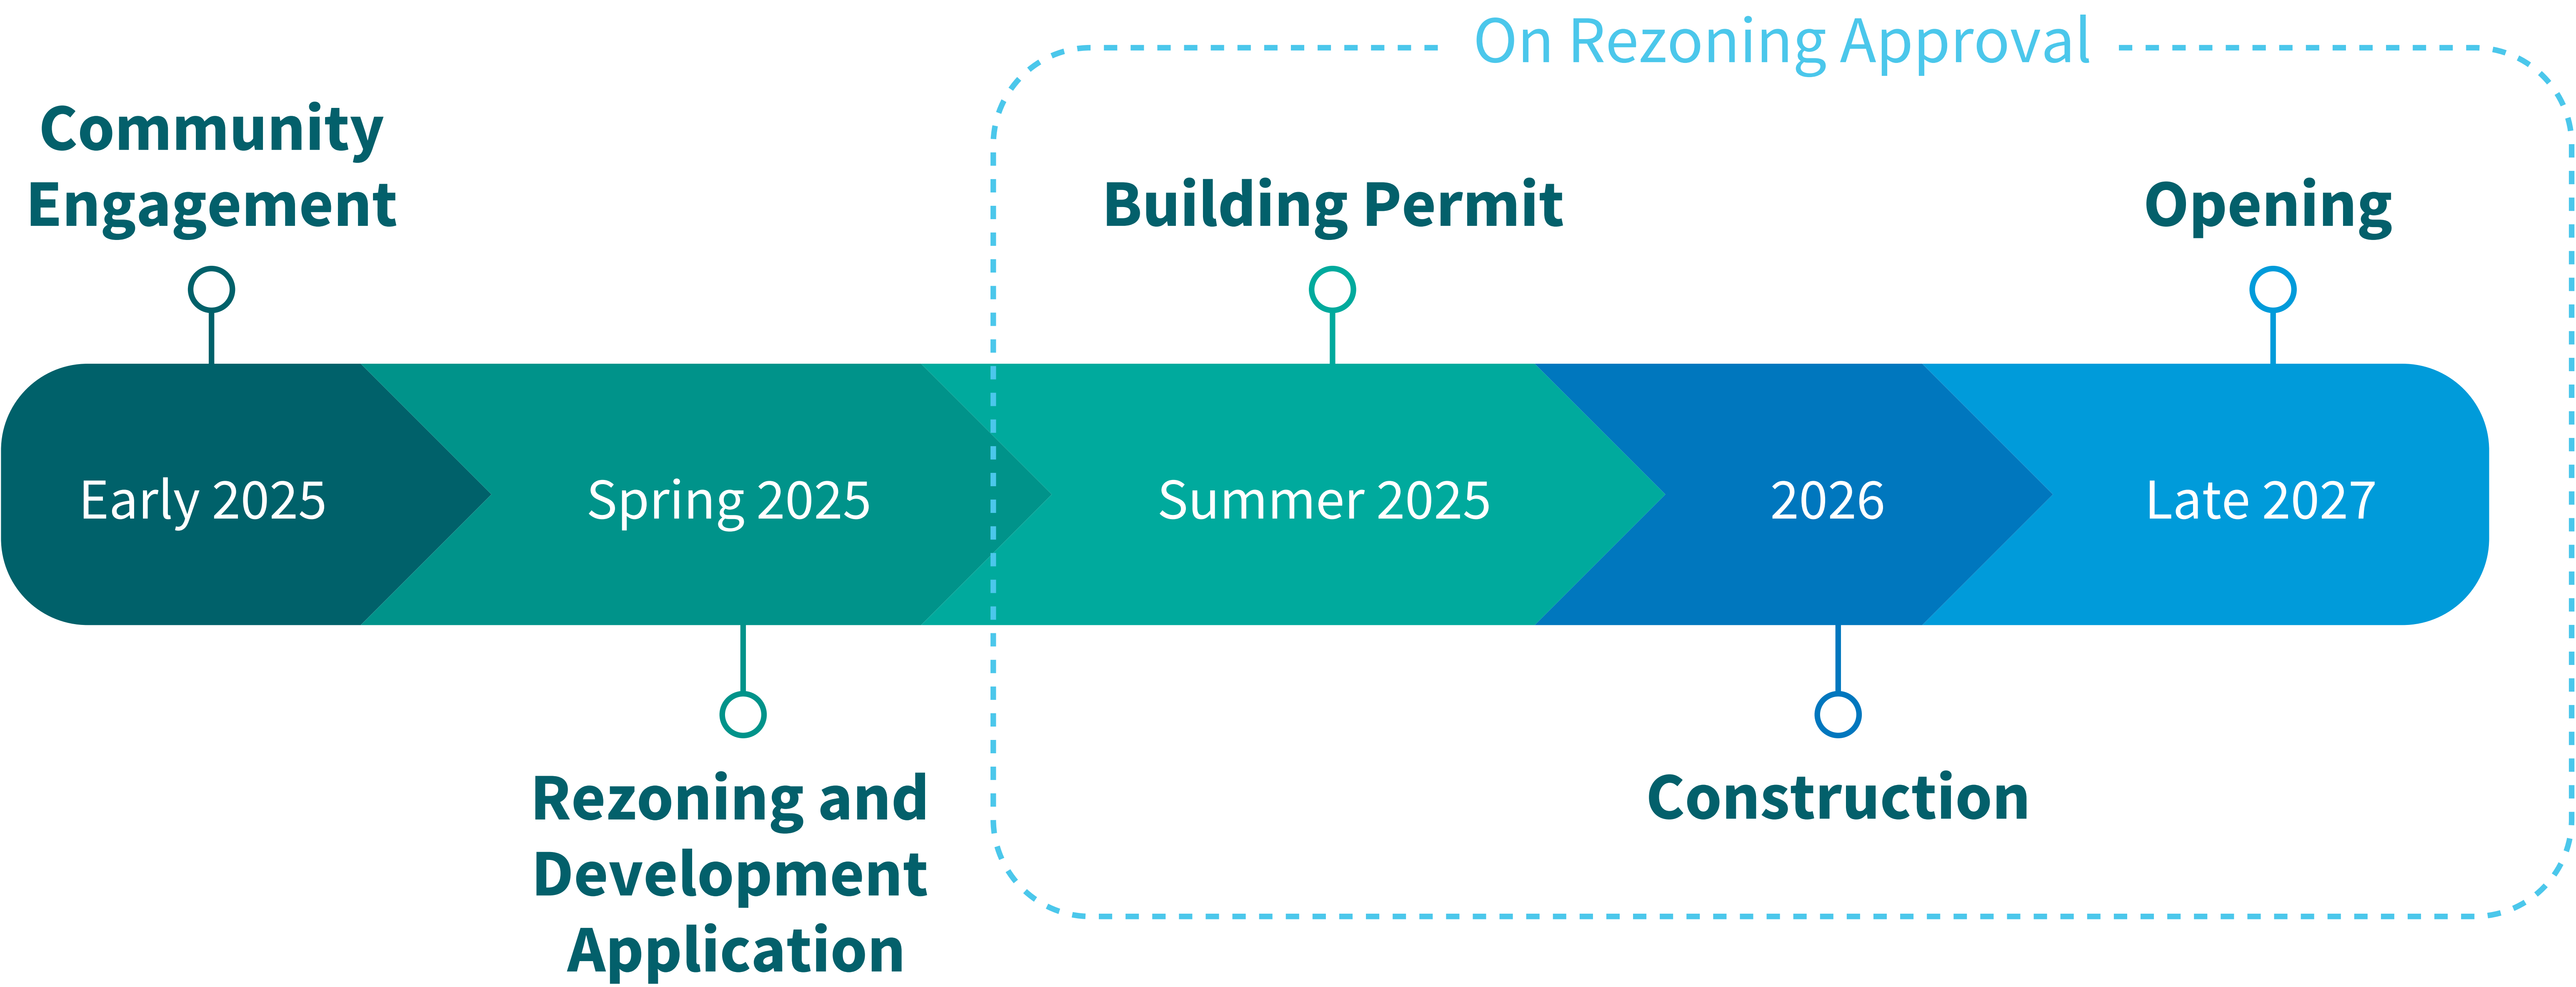 On Rezoning Approval
Community
Engagement
Building Permit
Opening
Early 2025
Spring 2025
Summer 2025
2026
Late 2027
Rezoning and
Development
Application
Construction